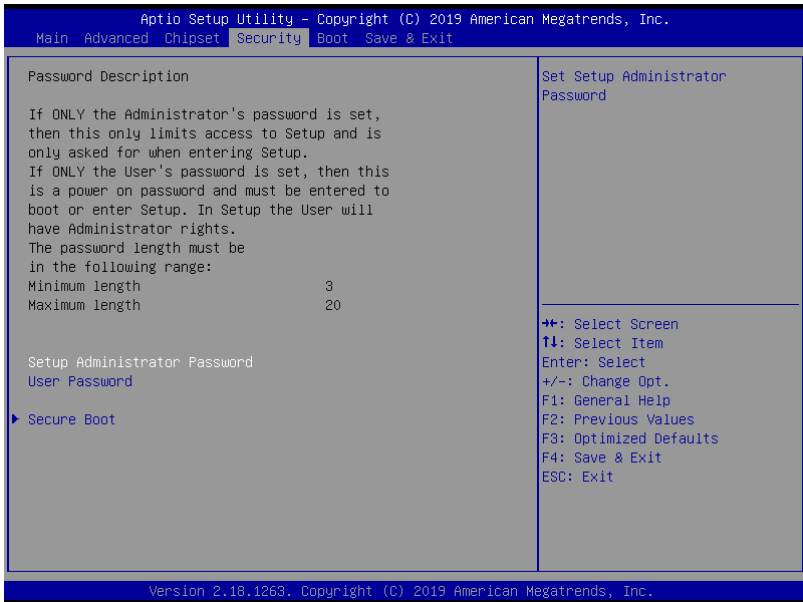 Aptio Setup Utility – Copyright (C) 2019 American Megatrends, Inc.
Main Advanced Chipset Security Boot Save & Exit
Password Description
If ONLY the Administrator's password is set,
then this only limits access to Setup and is
only asked for when entering Setup.
If ONLY the User's password is set, then this
is a power on password and must be entered to
boot or enter Setup. In Setup the User will
have Administrator rights.
The password length must be
in the following range:
Minimum length 3
Maximum length 20
Setup Administrator Password
User Password
Secure Boot
Set Setup Administrator
Password
→←: Select Screen
↑↓: Select Item
Enter: Select
+/-: Change Opt.
F1: General Help
F2: Previous Values
F3: Optimized Defaults
F4: Save & Exit
ESC: Exit
Version 2.18.1263. Copyright (C) 2019 American Megatrends, Inc.